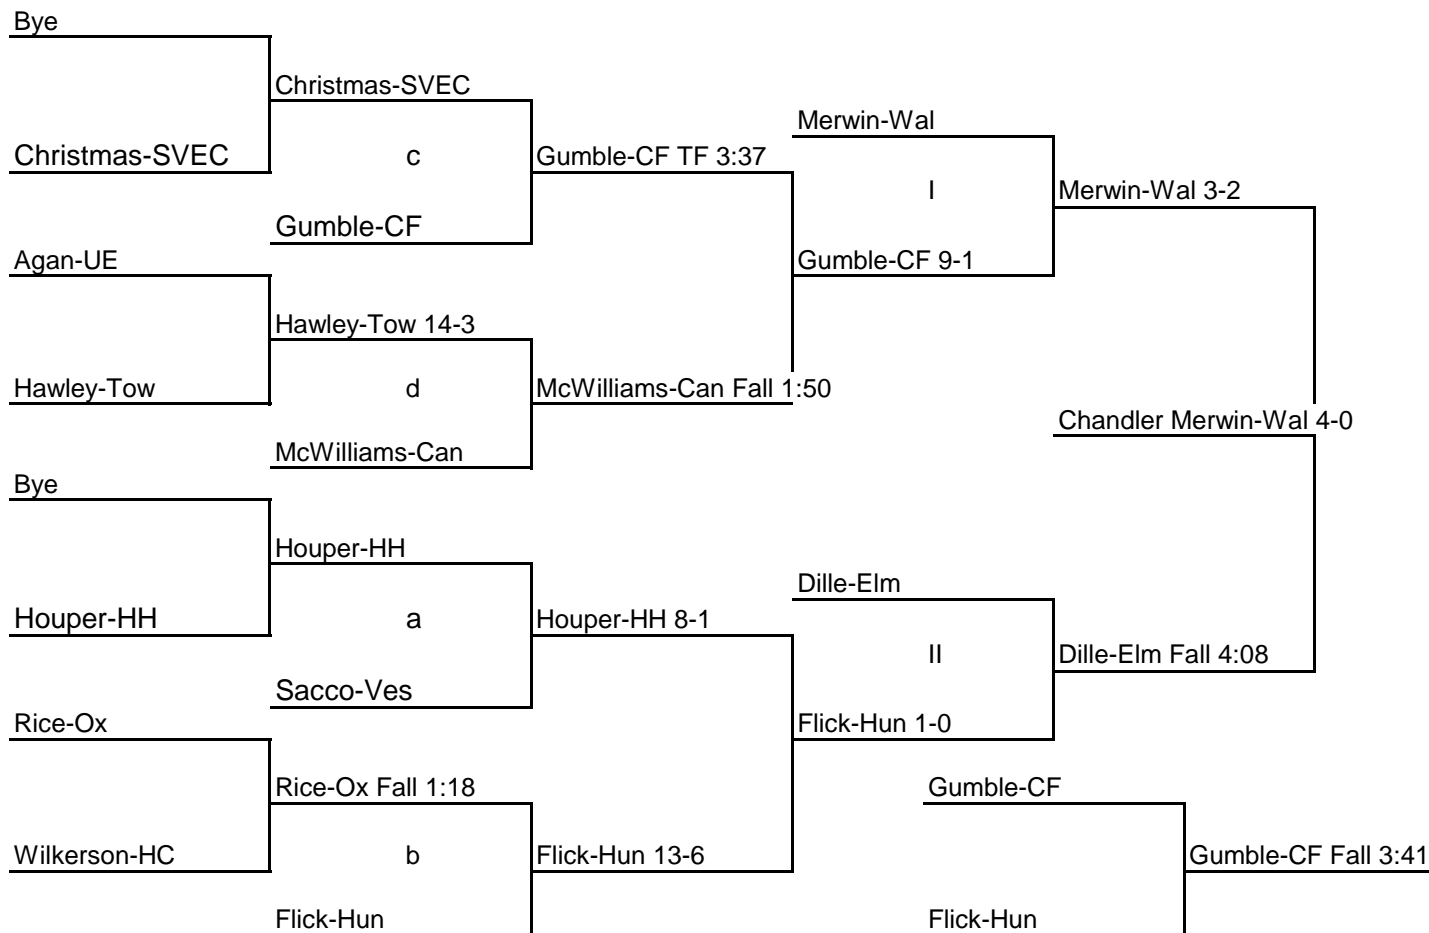 Bye
Christmas-SVEC
Merwin-Wal
Christmas-SVEC
c
Gumble-CF TF 3:37
I
Merwin-Wal 3-2
Gumble-CF
Agan-UE
Gumble-CF 9-1
Hawley-Tow 14-3
Hawley-Tow
d
McWilliams-Can Fall 1:50
Chandler Merwin-Wal 4-0
McWilliams-Can
Bye
Houper-HH
Dille-Elm
Houper-HH
a
Houper-HH 8-1
II
Dille-Elm Fall 4:08
Sacco-Ves
Rice-Ox
Flick-Hun 1-0
Rice-Ox Fall 1:18
Gumble-CF
Wilkerson-HC
b
Flick-Hun 13-6
Gumble-CF Fall 3:41
Flick-Hun
Flick-Hun